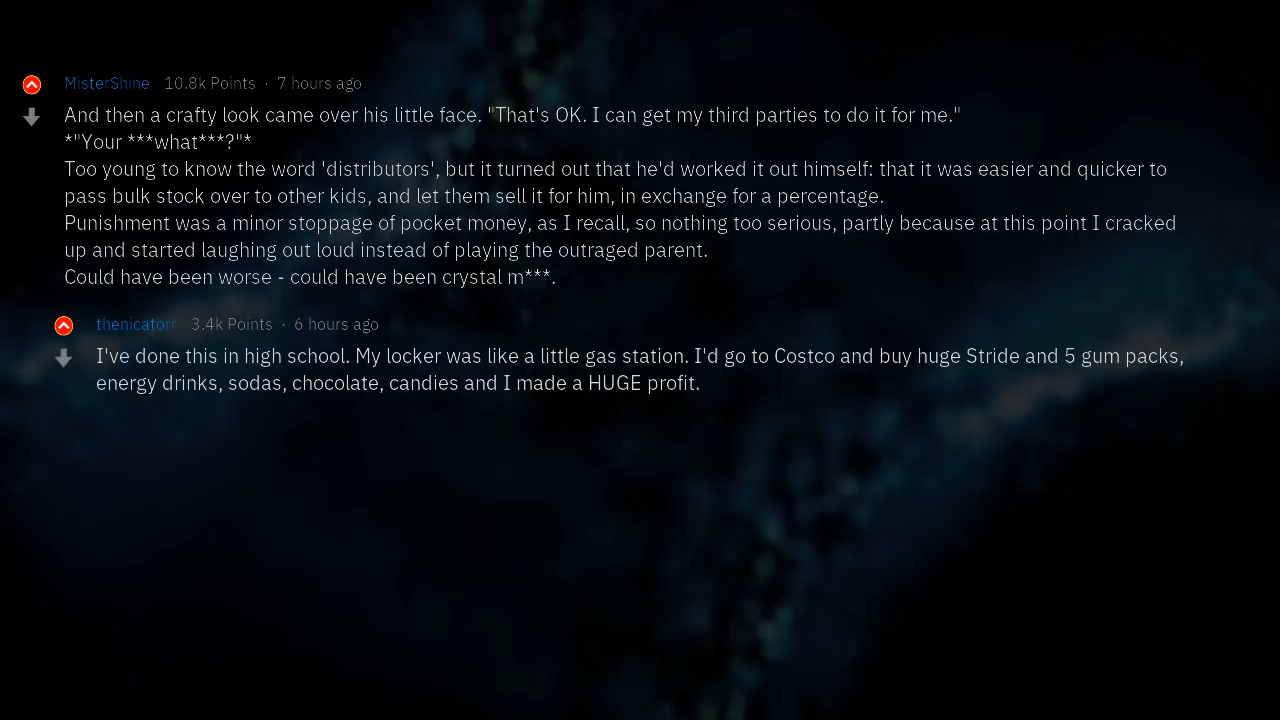 MisterShine 10.8k Points · 7 hours ago
And then a crafty look came over his little face. "That's OK. I can get my third parties to do it for me."
*"Your ***what***?"*
Too young to know the word 'distributors', but it turned out that he'd worked it out himself: that it was easier and quicker to
pass bulk stock over to other kids, and let them sell it for him, in exchange for a percentage.
Punishment was a minor stoppage of pocket money, as I recall, so nothing too serious, partly because at this point I cracked
up and started laughing out loud instead of playing the outraged parent.
Could have been worse - could have been crystal m***.
thenicatorr 3.4k Points · 6 hours ago
I've done this in high school. My locker was like a little gas station. I'd go to Costco and buy huge Stride and 5 gum packs,
energy drinks, sodas, chocolate, candies and I made a HUGE profit.